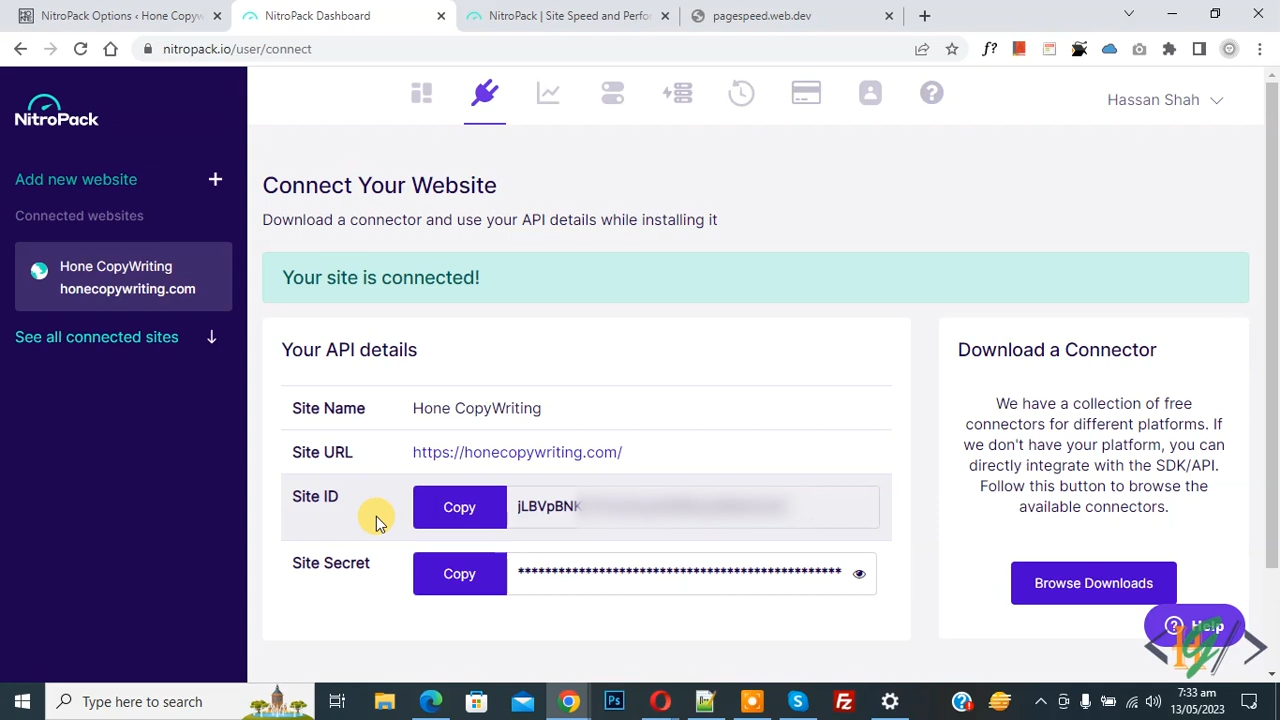 NitroPack Options ‹ Hone Copyw
NitroPack Dashboard
NitroPack | Site Speed and Perfo
pagespeed.web.dev
nitropack.io/user/connect
f?
NitroPack
Hassan Shah
Add new website
Connected websites
Hone CopyWriting
honecopywriting.com
See all connected sites
Connect Your Website
Download a connector and use your API details while installing it
Your site is connected!
Your API details
Site Name Hone CopyWriting
Site URL https://honecopywriting.com/
Site ID Copy jLBVpBNK
Site Secret Copy *************************************************
Download a Connector
We have a collection of free
connectors for different platforms. If
we don't have your platform, you can
directly integrate with the SDK/API.
Follow this button to browse the
available connectors.
Browse Downloads
Help
Type here to search
7:33 am
13/05/2023